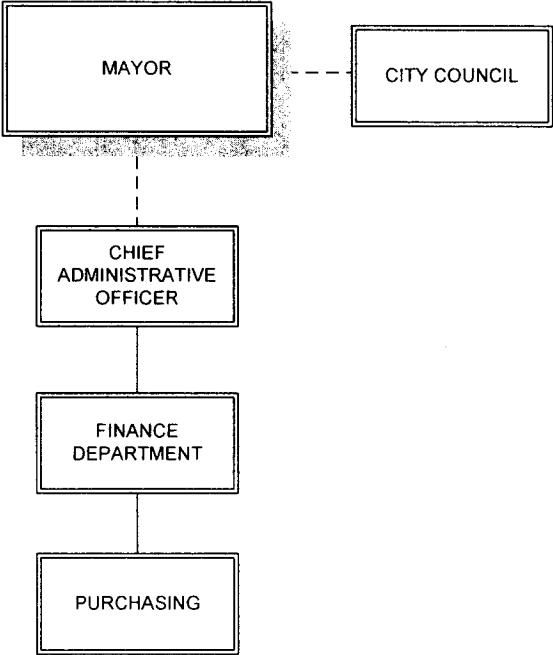 MAYOR
CITY COUNCIL
CHIEF
ADMINISTRATIVE
OFFICER
FINANCE
DEPARTMENT
PURCHASING